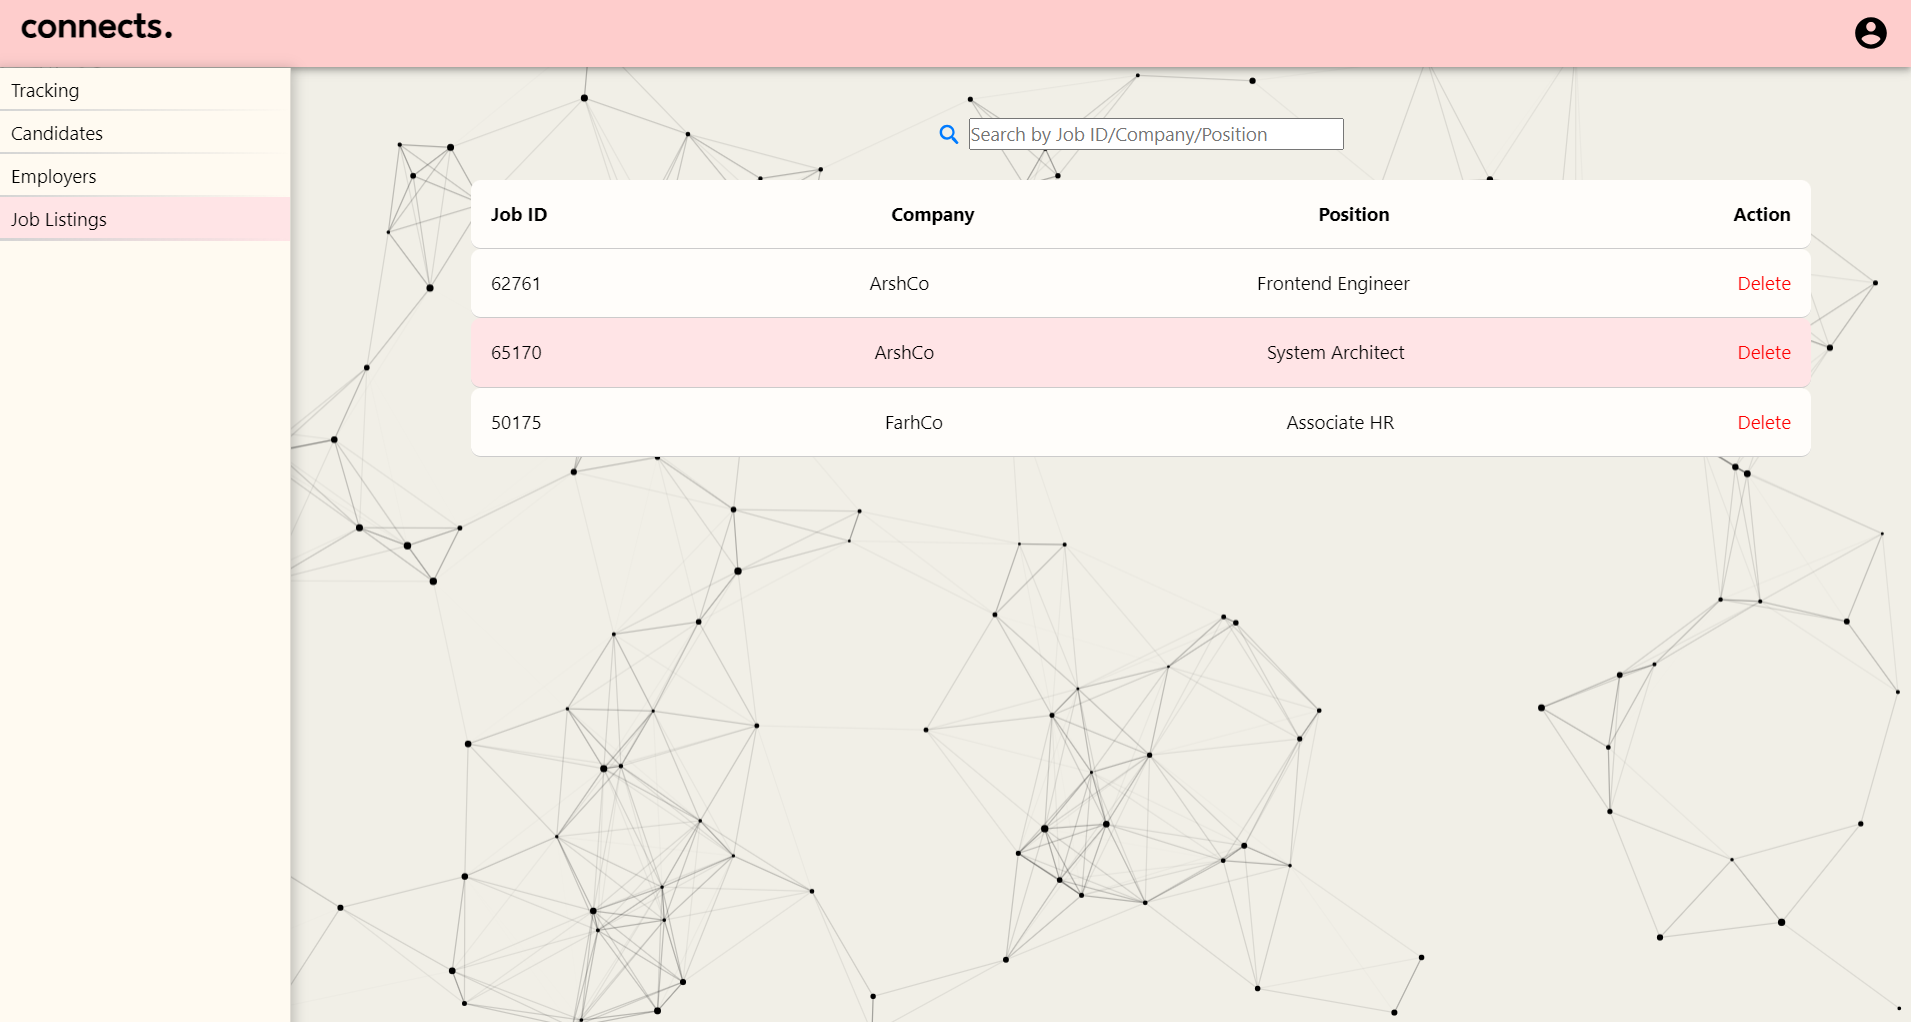 connects.
Tracking
Candidates
Employers
Job Listings
Search by Job ID/Company/Position
Job ID Company Position Action
62761 ArshCo Frontend Engineer Delete
65170 ArshCo System Architect Delete
50175 FarhCo Associate HR Delete